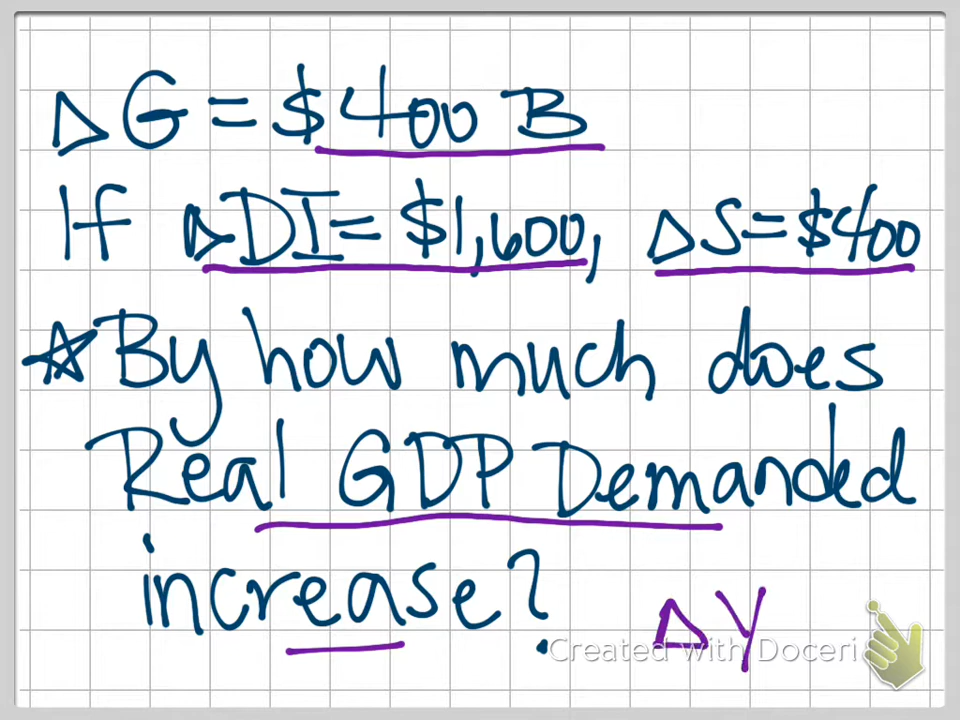 ΔG = $400 B
If ΔDI = $1,600, ΔS = $400
☆ By how much does
Real GDP Demanded
increase?
ΔY
Created with Doceri